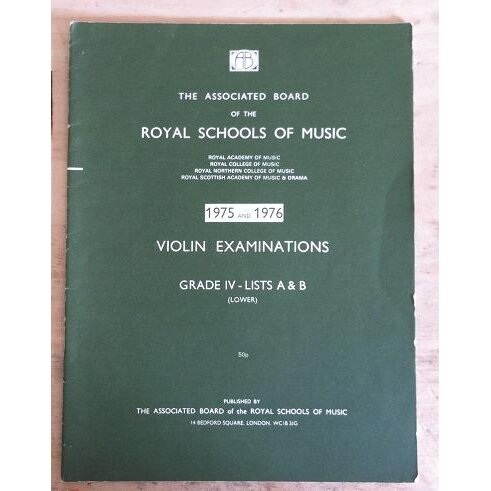 AB
THE ASSOCIATED BOARD
OF THE
ROYAL SCHOOLS OF MUSIC
ROYAL ACADEMY OF MUSIC
ROYAL COLLEGE OF MUSIC
ROYAL NORTHERN COLLEGE OF MUSIC
ROYAL SCOTTISH ACADEMY OF MUSIC & DRAMA
1975 AND 1976
VIOLIN EXAMINATIONS
GRADE IV - LISTS A & B
(LOWER)
50p
PUBLISHED BY
THE ASSOCIATED BOARD of the ROYAL SCHOOLS OF MUSIC
14 BEDFORD SQUARE, LONDON, WC1B 3JG